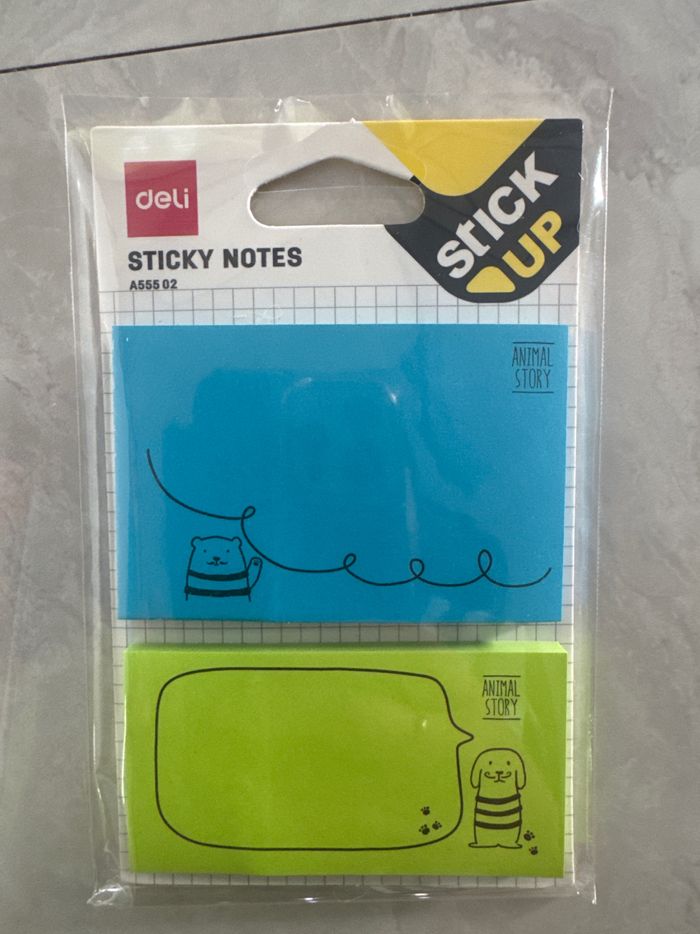 deli
STICK
UP
STICKY NOTES
A555 02
ANIMAL
STORY
ANIMAL
STORY